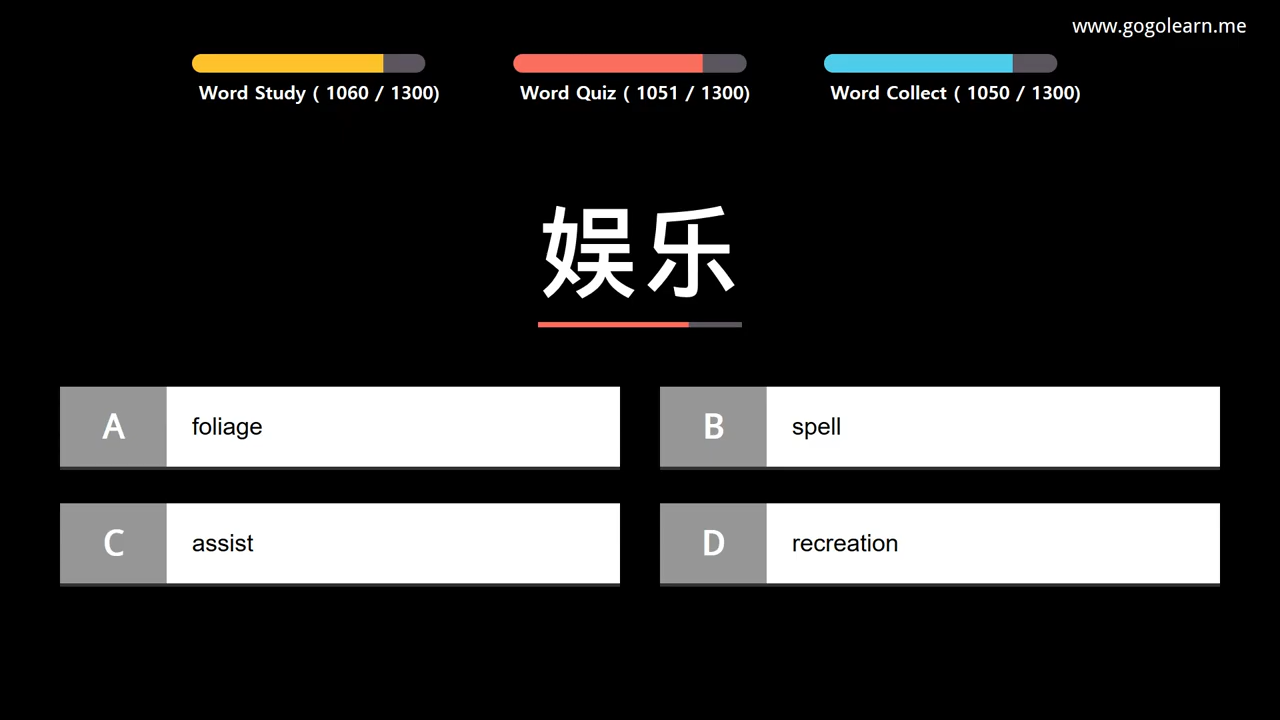 www.gogolearn.me
Word Study ( 1060 / 1300)
Word Quiz ( 1051 / 1300)
Word Collect ( 1050 / 1300)
娱乐
A foliage
B spell
C assist
D recreation